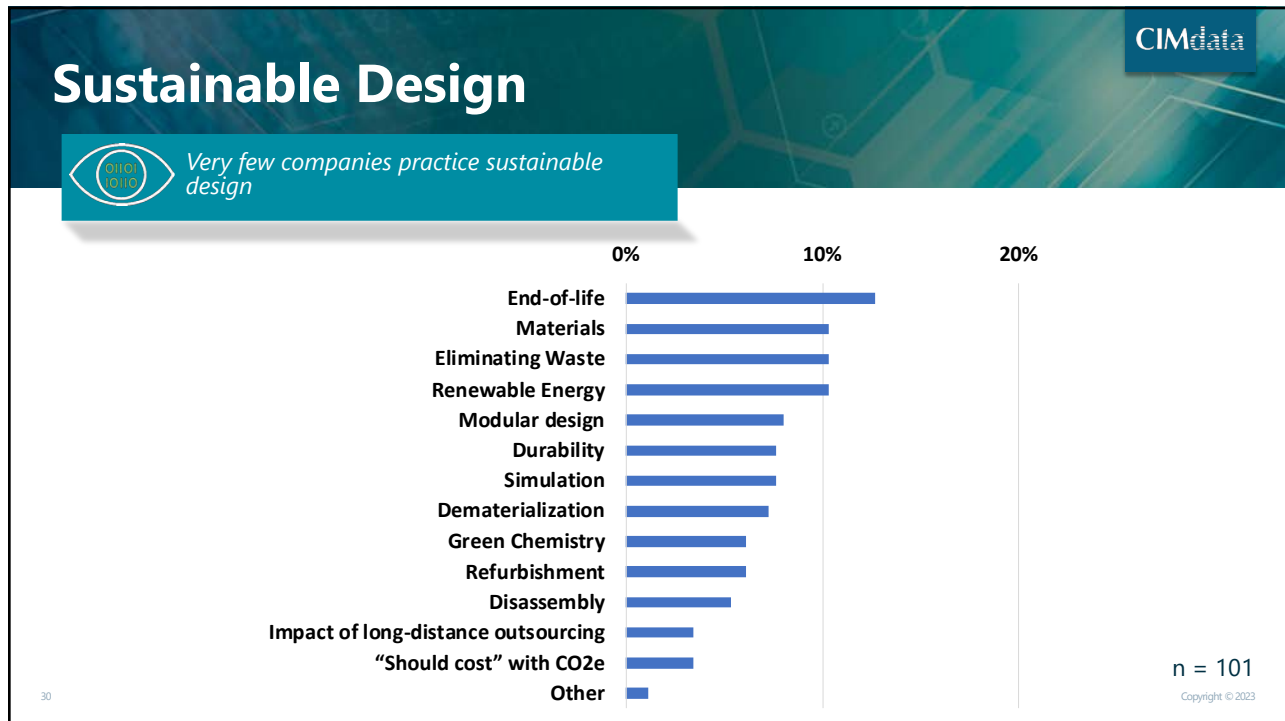 CIMdata
Sustainable Design
01101
10110
Very few companies practice sustainable
design
0% 10% 20%
End-of-life
Materials
Eliminating Waste
Renewable Energy
Modular design
Durability
Simulation
Dematerialization
Green Chemistry
Refurbishment
Disassembly
Impact of long-distance outsourcing
“Should cost” with CO2e
Other
n = 101
30
Copyright © 2023